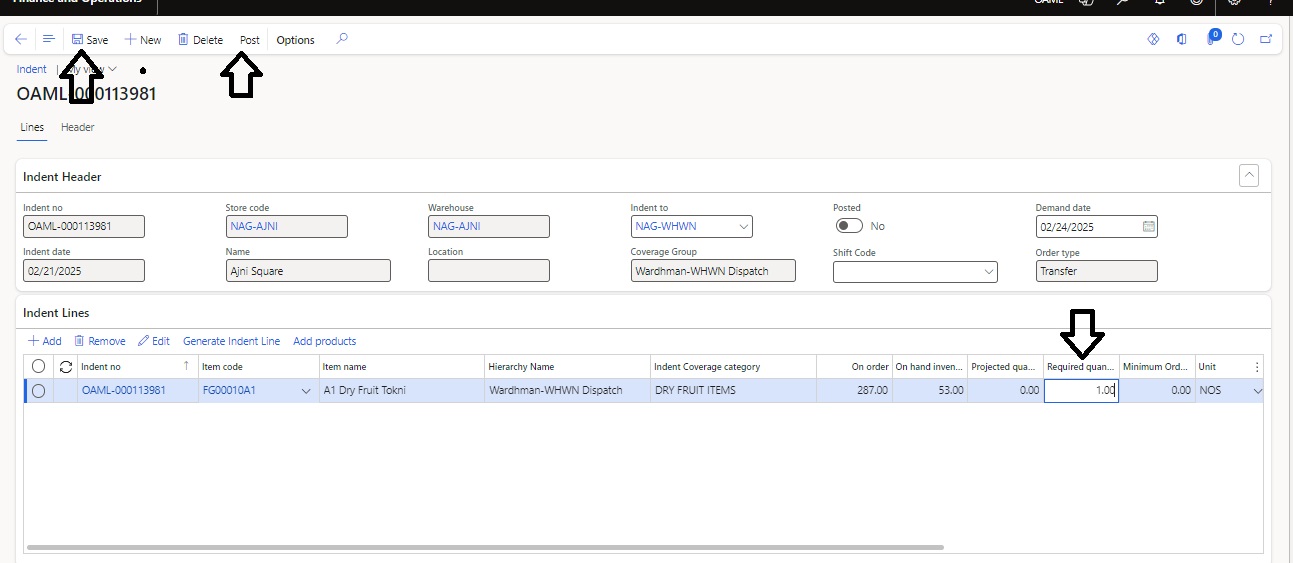 Finance and Operations OAML
Save New Delete Post Options 0
Indent | My view
OAML-000113981
Lines Header
Indent Header
Indent no Store code Warehouse Indent to Posted Demand date
OAML-000113981 NAG-AJNI NAG-AJNI NAG-WHWN No 02/24/2025
Indent date Name Location Coverage Group Shift Code Order type
02/21/2025 Ajni Square Wardhman-WHWN Dispatch Transfer
Indent Lines
Add Remove Edit Generate Indent Line Add products
Indent no Item code Item name Hierarchy Name Indent Coverage category On order On hand inven... Projected qua... Required quan... Minimum Ord... Unit
OAML-000113981 FG00010A1 A1 Dry Fruit Tokni Wardhman-WHWN Dispatch DRY FRUIT ITEMS 287.00 53.00 0.00 1.00 0.00 NOS